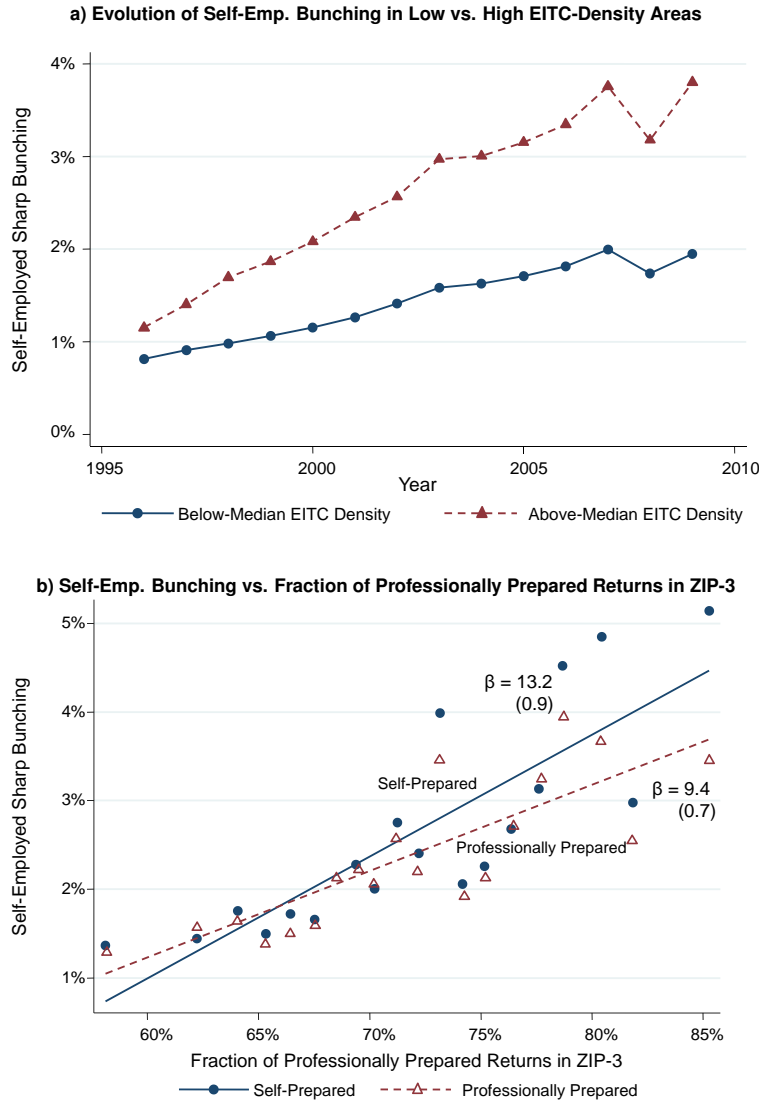 a) Evolution of Self-Emp. Bunching in Low vs. High EITC-Density Areas
Self-Employed Sharp Bunching
4%
3%
2%
1%
0%
1995
2000
2005
2010
Year
Below-Median EITC Density
Above-Median EITC Density
b) Self-Emp. Bunching vs. Fraction of Professionally Prepared Returns in ZIP-3
Self-Employed Sharp Bunching
5%
4%
3%
2%
1%
β = 13.2
(0.9)
Self-Prepared
β = 9.4
(0.7)
Professionally Prepared
60%
65%
70%
75%
80%
85%
Fraction of Professionally Prepared Returns in ZIP-3
Self-Prepared
Professionally Prepared